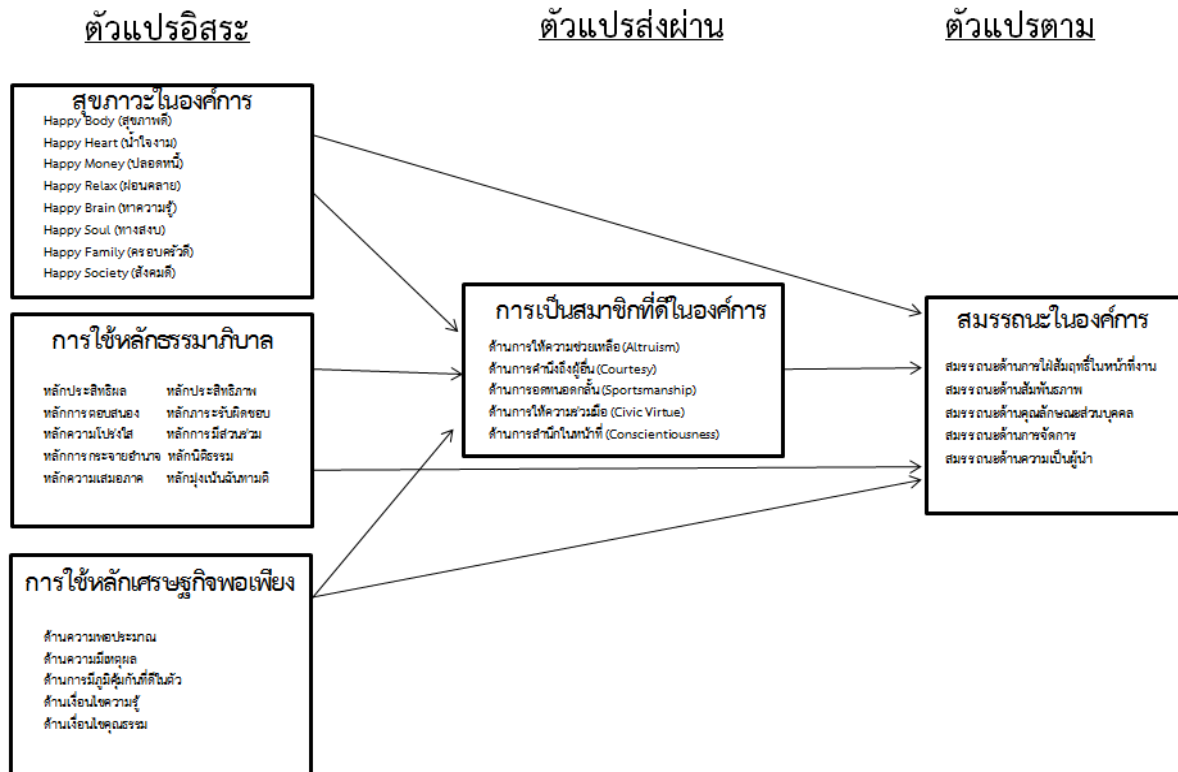 ตัวแปรอิสระ
ตัวแปรส่งผ่าน
ตัวแปรตาม
สุขภาวะในองค์การ
Happy Body (สุขภาพดี)
Happy Heart (น้ำใจงาม)
Happy Money (ปลอดหนี้)
Happy Relax (ผ่อนคลาย)
Happy Brain (หาความรู้)
Happy Soul (ทางสงบ)
Happy Family (ครอบครัวดี)
Happy Society (สังคมดี)
การใช้หลักธรรมาภิบาล
หลักประสิทธิผล หลักประสิทธิภาพ
หลักการตอบสนอง หลักภาระรับผิดชอบ
หลักความโปร่งใส หลักการมีส่วนร่วม
หลักการกระจายอำนาจ หลักนิติธรรม
หลักความเสมอภาค หลักมุ่งเน้นฉันทามติ
การใช้หลักเศรษฐกิจพอเพียง
ด้านความพอประมาณ
ด้านความมีเหตุผล
ด้านการมีภูมิคุ้มกันที่ดีในตัว
ด้านเงื่อนไขความรู้
ด้านเงื่อนไขคุณธรรม
การเป็นสมาชิกที่ดีในองค์การ
ด้านการให้ความช่วยเหลือ (Altruism)
ด้านการคำนึงถึงผู้อื่น (Courtesy)
ด้านการอดทนอดกลั้น (Sportsmanship)
ด้านการให้ความร่วมมือ (Civic Virtue)
ด้านการสำนึกในหน้าที่ (Conscientiousness)
สมรรถนะในองค์การ
สมรรถนะด้านการใฝ่สัมฤทธิ์ในหน้าที่งาน
สมรรถนะด้านสัมพันธภาพ
สมรรถนะด้านคุณลักษณะส่วนบุคคล
สมรรถนะด้านการจัดการ
สมรรถนะด้านความเป็นผู้นำ